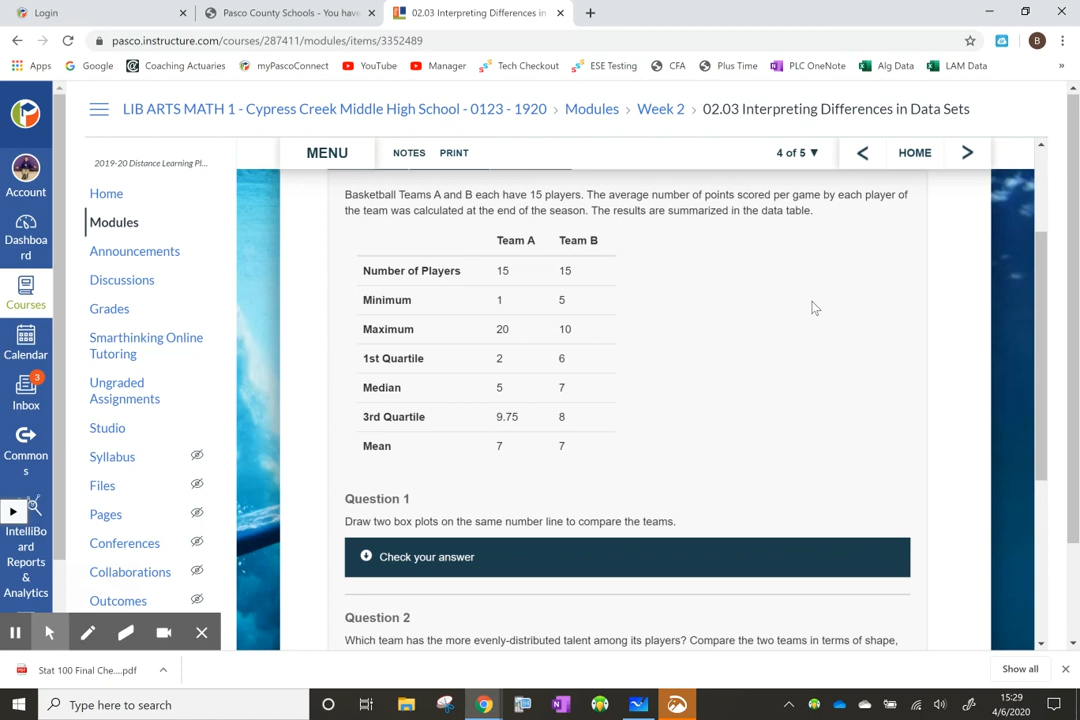 Login
Pasco County Schools - You have
02.03 Interpreting Differences in
pasco.instructure.com/courses/287411/modules/items/3352489
B
Apps Google Coaching Actuaries myPascoConnect YouTube Manager Tech Checkout ESE Testing CFA Plus Time PLC OneNote Alg Data LAM Data »
LIB ARTS MATH 1 - Cypress Creek Middle High School - 0123 - 1920 › Modules › Week 2 › 02.03 Interpreting Differences in Data Sets
Account
Dashboa
rd
Courses
Calendar
3
Inbox
Common
s
IntelliBo
ard
Reports
&
Analytics
2019-20 Distance Learning Pl...
Home
Modules
Announcements
Discussions
Grades
Smarthinking Online
Tutoring
Ungraded
Assignments
Studio
Syllabus
Files
Pages
Conferences
Collaborations
Outcomes
MENU NOTES PRINT 4 of 5 ▼ < HOME >
Basketball Teams A and B each have 15 players. The average number of points scored per game by each player of
the team was calculated at the end of the season. The results are summarized in the data table.
Team A Team B
Number of Players 15 15
Minimum 1 5
Maximum 20 10
1st Quartile 2 6
Median 5 7
3rd Quartile 9.75 8
Mean 7 7
Question 1
Draw two box plots on the same number line to compare the teams.
Check your answer
Question 2
Which team has the more evenly-distributed talent among its players? Compare the two teams in terms of shape,
Stat 100 Final Che....pdf
Show all
Type here to search
15:29
4/6/2020